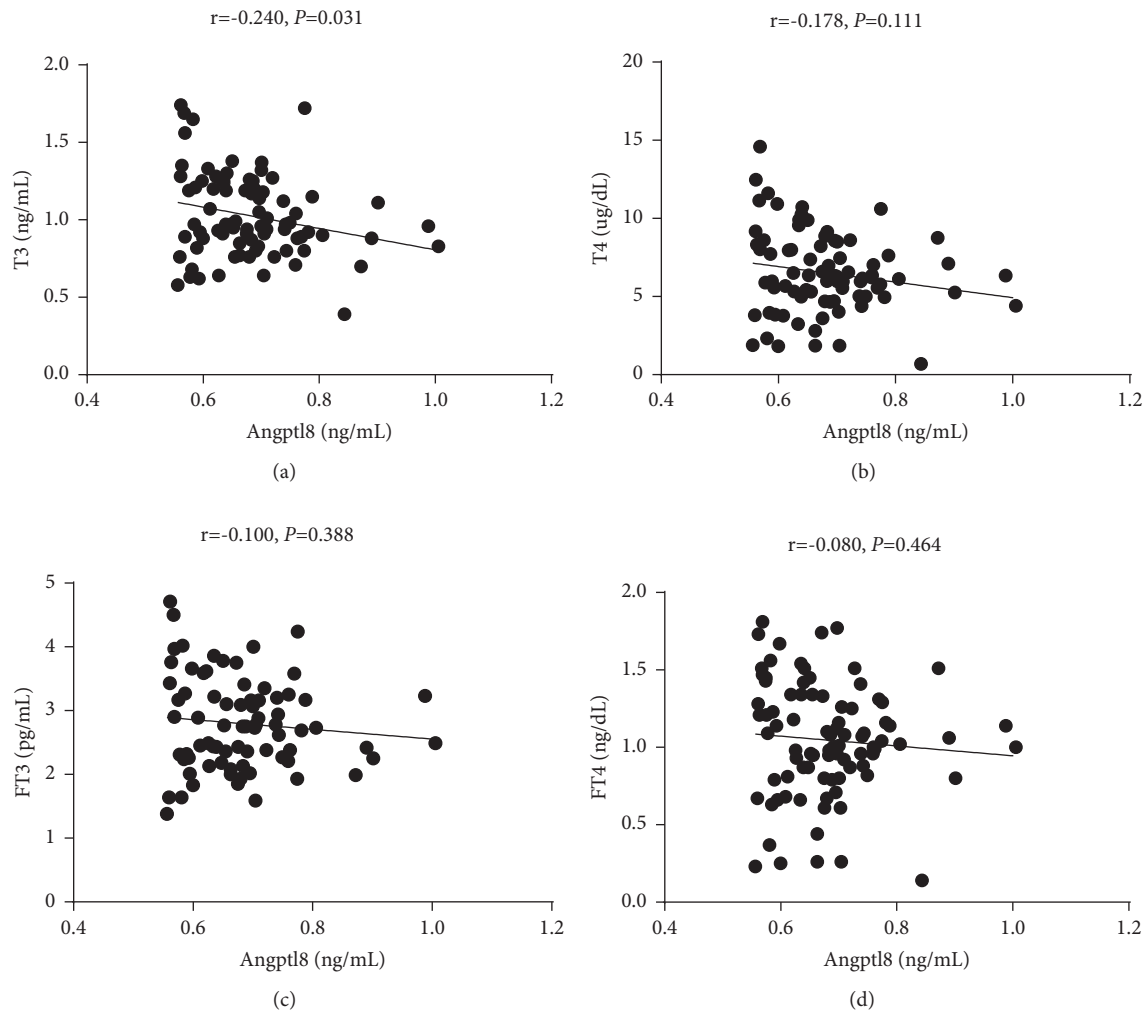 r=-0.240, P=0.031
T3 (ng/mL)
2.0
1.5
1.0
0.5
0.0
0.4 0.6 0.8 1.0 1.2
Angptl8 (ng/mL)
(a)
r=-0.178, P=0.111
T4 (ug/dL)
20
15
10
5
0
0.4 0.6 0.8 1.0 1.2
Angptl8 (ng/mL)
(b)
r=-0.100, P=0.388
FT3 (pg/mL)
5
4
3
2
1
0
0.4 0.6 0.8 1.0 1.2
Angptl8 (ng/mL)
(c)
r=-0.080, P=0.464
FT4 (ng/dL)
2.0
1.5
1.0
0.5
0.0
0.4 0.6 0.8 1.0 1.2
Angptl8 (ng/mL)
(d)